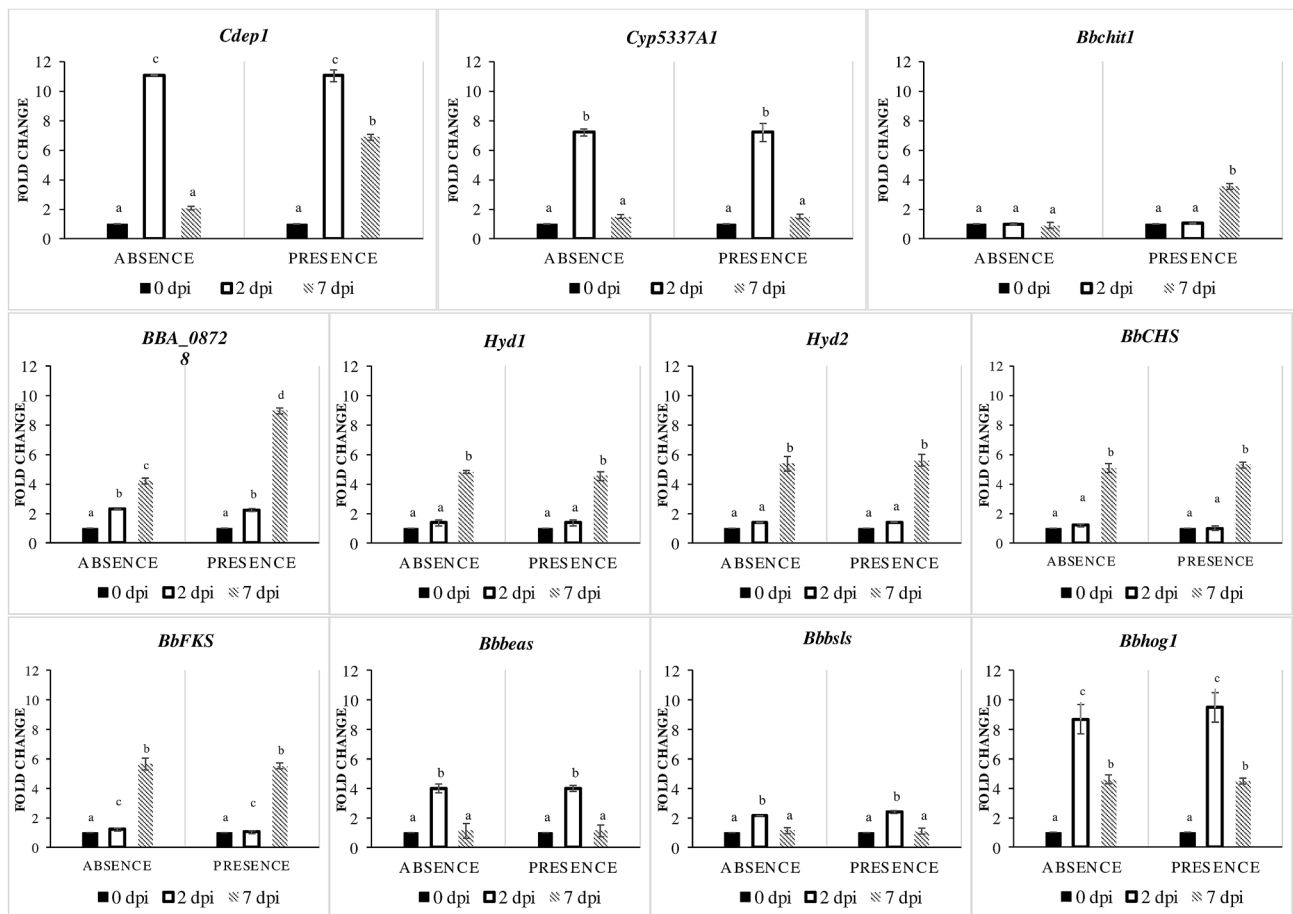 Cdep1
FOLD CHANGE
12
10
8
6
4
2
0
a
c
a
a
c
b
ABSENCE
PRESENCE
0 dpi
2 dpi
7 dpi
Cyp5337A1
FOLD CHANGE
12
10
8
6
4
2
0
a
b
a
a
b
a
ABSENCE
PRESENCE
0 dpi
2 dpi
7 dpi
Bbchit1
FOLD CHANGE
12
10
8
6
4
2
0
a
a
a
a
a
b
ABSENCE
PRESENCE
0 dpi
2 dpi
7 dpi
BBA_0872
8
FOLD CHANGE
12
10
8
6
4
2
0
a
b
c
a
b
d
ABSENCE
PRESENCE
0 dpi
2 dpi
7 dpi
Hyd1
FOLD CHANGE
12
10
8
6
4
2
0
a
a
b
a
a
b
ABSENCE
PRESENCE
0 dpi
2 dpi
7 dpi
Hyd2
FOLD CHANGE
12
10
8
6
4
2
0
a
a
b
a
a
b
ABSENCE
PRESENCE
0 dpi
2 dpi
7 dpi
BbCHS
FOLD CHANGE
12
10
8
6
4
2
0
a
a
b
a
a
b
ABSENCE
PRESENCE
0 dpi
2 dpi
7 dpi
BbFKS
FOLD CHANGE
12
10
8
6
4
2
0
a
c
b
a
c
b
ABSENCE
PRESENCE
0 dpi
2 dpi
7 dpi
Bbbeas
FOLD CHANGE
12
10
8
6
4
2
0
a
b
a
a
b
a
ABSENCE
PRESENCE
0 dpi
2 dpi
7 dpi
Bbbsls
FOLD CHANGE
12
10
8
6
4
2
0
a
b
a
a
b
a
ABSENCE
PRESENCE
0 dpi
2 dpi
7 dpi
Bbhog1
FOLD CHANGE
12
10
8
6
4
2
0
a
c
b
a
c
b
ABSENCE
PRESENCE
0 dpi
2 dpi
7 dpi